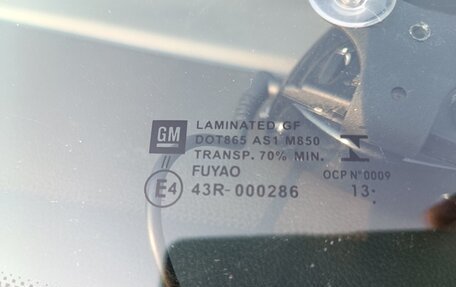 GM
LAMINATED GF
DOT865 AS1 M850
TRANSP. 70% MIN.
FUYAO
OCP N°0009
E4
43R-000286
13